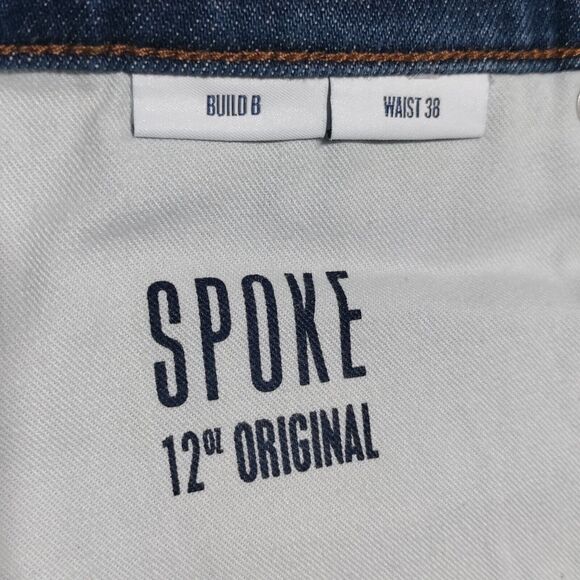 BUILD B
WAIST 38
SPOKE
12oz ORIGINAL